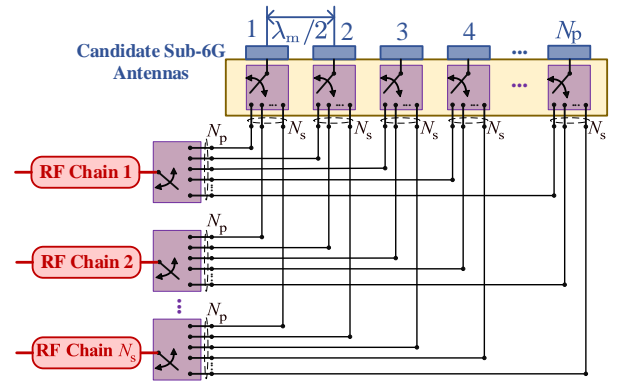 1 λm/2 2 3 4 ... Np
Candidate Sub-6G
Antennas
... ... ... ... ... ...
Ns Ns Ns Ns Ns
Np
RF Chain 1
Np
RF Chain 2
Np
RF Chain Ns